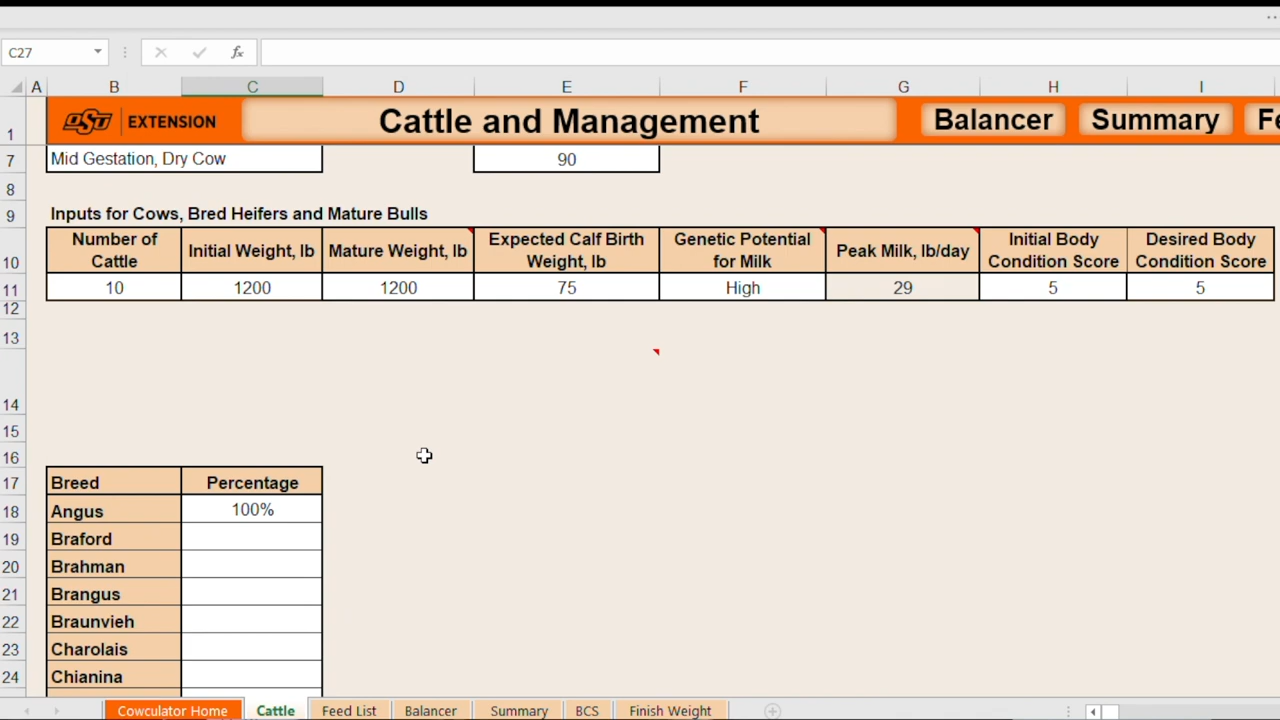 C27
fx
A B C D E F G H I
1 OSU EXTENSION Cattle and Management Balancer Summary Fe
7 Mid Gestation, Dry Cow 90
8
9 Inputs for Cows, Bred Heifers and Mature Bulls
10 Number of Cattle Initial Weight, lb Mature Weight, lb Expected Calf Birth Weight, lb Genetic Potential for Milk Peak Milk, lb/day Initial Body Condition Score Desired Body Condition Score
11 10 1200 1200 75 High 29 5 5
12
13
14
15
16
17 Breed Percentage
18 Angus 100%
19 Braford
20 Brahman
21 Brangus
22 Braunvieh
23 Charolais
24 Chianina
Cowculator Home Cattle Feed List Balancer Summary BCS Finish Weight